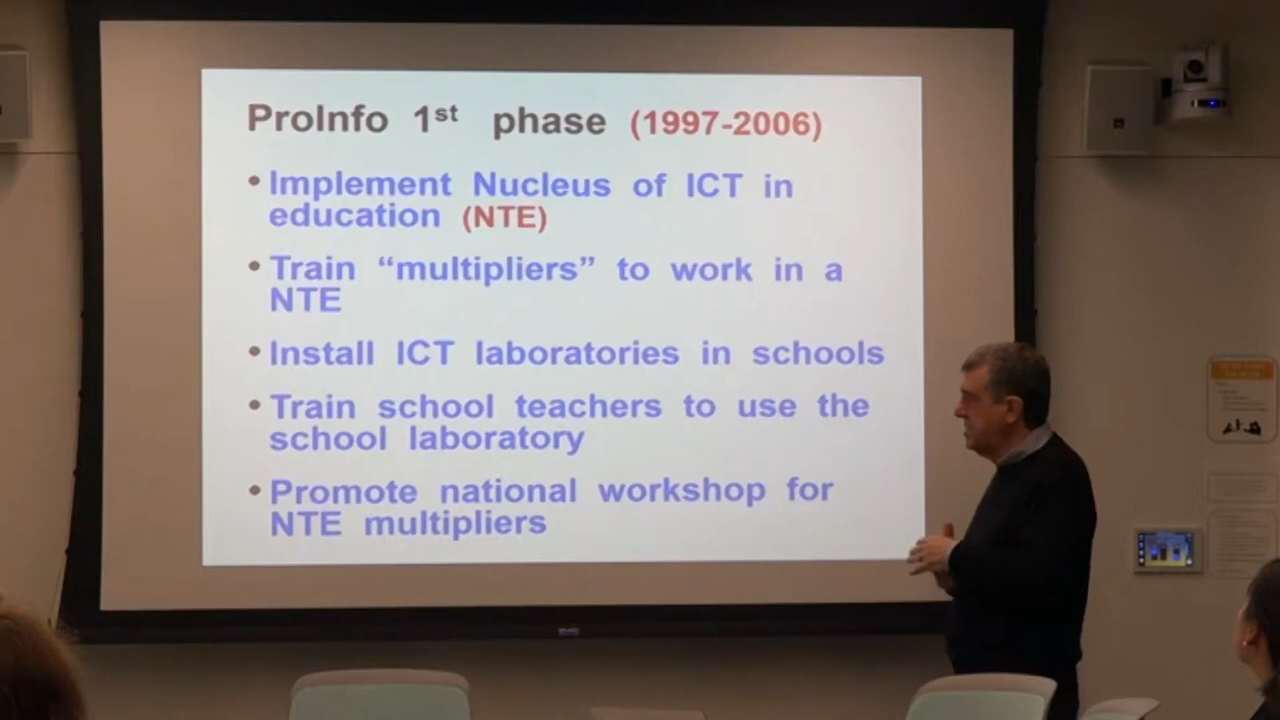 ProInfo 1st phase (1997-2006)
• Implement Nucleus of ICT in
education (NTE)
• Train “multipliers” to work in a
NTE
• Install ICT laboratories in schools
• Train school teachers to use the
school laboratory
• Promote national workshop for
NTE multipliers